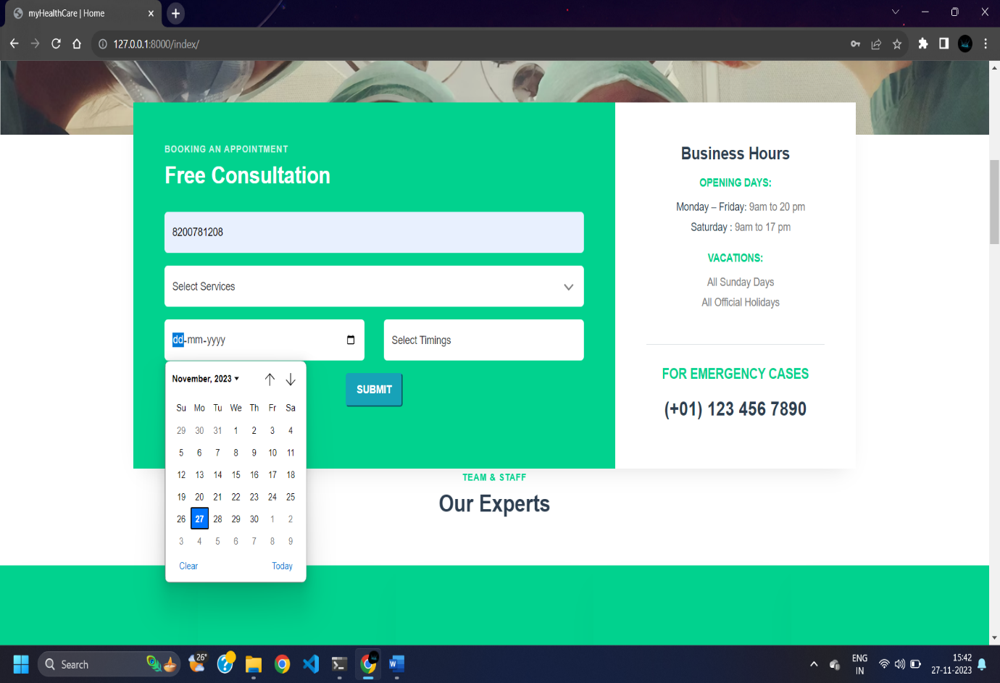 myHealthCare | Home
127.0.0.1:8000/index/
BOOKING AN APPOINTMENT
Free Consultation
8200781208
Select Services
dd-mm-yyyy
Select Timings
November, 2023
Su Mo Tu We Th Fr Sa
29 30 31 1 2 3 4
5 6 7 8 9 10 11
12 13 14 15 16 17 18
19 20 21 22 23 24 25
26 27 28 29 30 1 2
3 4 5 6 7 8 9
Clear Today
SUBMIT
Business Hours
OPENING DAYS:
Monday – Friday: 9am to 20 pm
Saturday : 9am to 17 pm
VACATIONS:
All Sunday Days
All Official Holidays
FOR EMERGENCY CASES
(+01) 123 456 7890
TEAM & STAFF
Our Experts
Search
26°
ENG
IN
15:42
27-11-2023